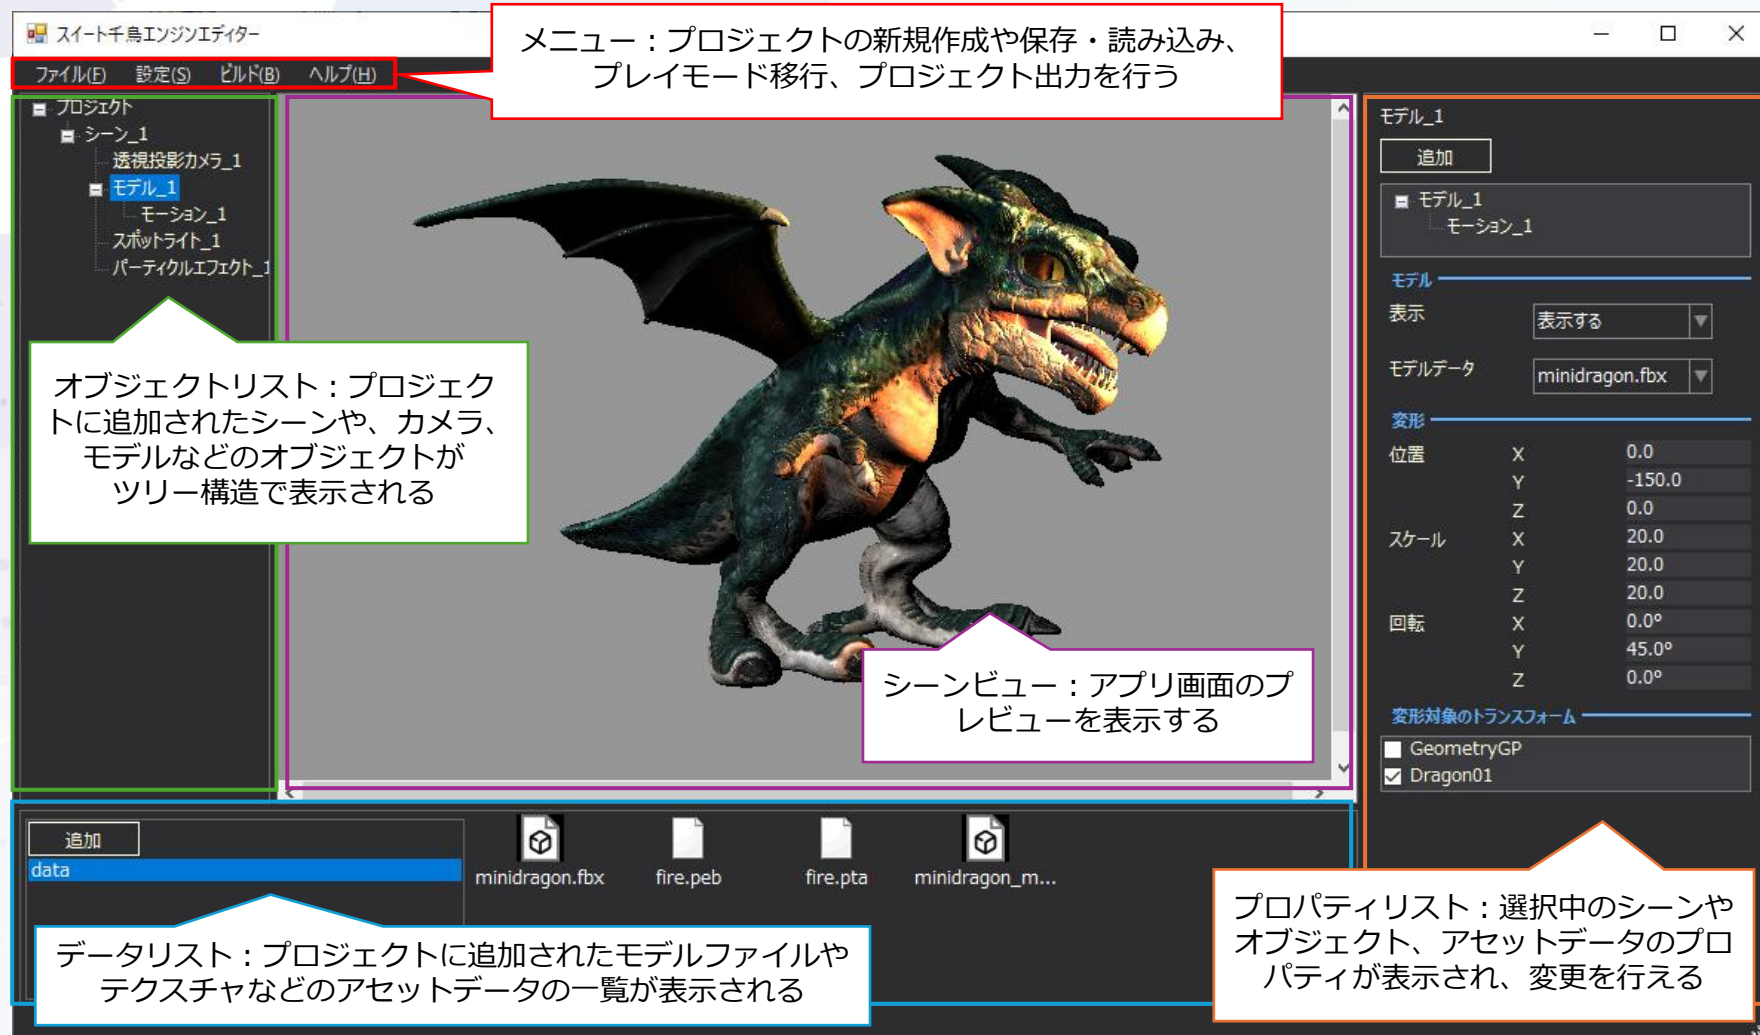 スイート千鳥エンジンエディター
メニュー：プロジェクトの新規作成や保存・読み込み、
プレイモード移行、プロジェクト出力を行う
ファイル(F) 設定(S) ビルド(B) ヘルプ(H)
プロジェクト
シーン_1
透視投影カメラ_1
モデル_1
モーション_1
スポットライト_1
パーティクルエフェクト_1
オブジェクトリスト：プロジェク
トに追加されたシーンや、カメラ、
モデルなどのオブジェクトが
ツリー構造で表示される
シーンビュー：アプリ画面のプ
レビューを表示する
モデル_1
追加
モデル_1
モーション_1
モデル
表示 表示する
モデルデータ minidragon.fbx
変形
位置 X 0.0
Y -150.0
Z 0.0
スケール X 20.0
Y 20.0
Z 20.0
回転 X 0.0°
Y 45.0°
Z 0.0°
変形対象のトランスフォーム
GeometryGP
Dragon01
追加
data
minidragon.fbx fire.peb fire.pta minidragon_m...
データリスト：プロジェクトに追加されたモデルファイルや
テクスチャなどのアセットデータの一覧が表示される
プロパティリスト：選択中のシーンや
オブジェクト、アセットデータのプロ
パティが表示され、変更を行える